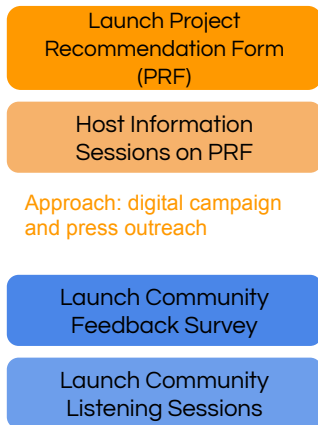 Launch Project
Recommendation Form
(PRF)
Host Information
Sessions on PRF
Approach: digital campaign
and press outreach
Launch Community
Feedback Survey
Launch Community
Listening Sessions